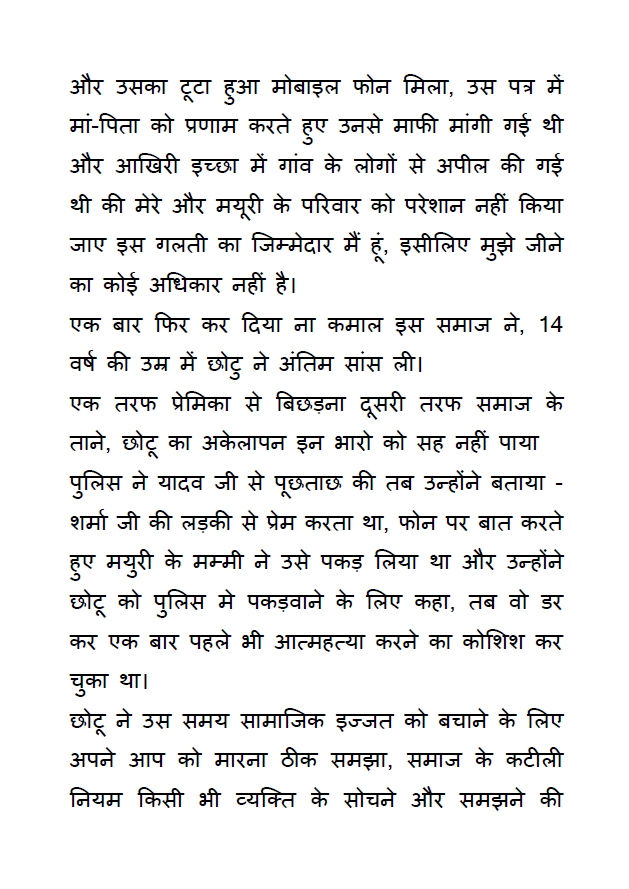 और उसका टूटा हुआ मोबाइल फोन मिला, उस पत्र में
मां-पिता को प्रणाम करते हुए उनसे माफी मांगी गई थी
और आखिरी इच्छा में गांव के लोगों से अपील की गई
थी की मेरे और मयूरी के परिवार को परेशान नहीं किया
जाए इस गलती का जिम्मेदार मैं हूं, इसीलिए मुझे जीने
का कोई अधिकार नहीं है।
एक बार फिर कर दिया ना कमाल इस समाज ने, 14
वर्ष की उम्र में छोटु ने अंतिम सांस ली।
एक तरफ प्रेमिका से बिछड़ना दूसरी तरफ समाज के
ताने, छोटू का अकेलापन इन भारो को सह नहीं पाया
पुलिस ने यादव जी से पूछताछ की तब उन्होंने बताया -
शर्मा जी की लड़की से प्रेम करता था, फोन पर बात करते
हुए मयुरी के मम्मी ने उसे पकड़ लिया था और उन्होंने
छोटू को पुलिस मे पकड़वाने के लिए कहा, तब वो डर
कर एक बार पहले भी आत्महत्या करने का कोशिश कर
चुका था।
छोटू ने उस समय सामाजिक इज्जत को बचाने के लिए
अपने आप को मारना ठीक समझा, समाज के कटीली
नियम किसी भी व्यक्ति के सोचने और समझने की